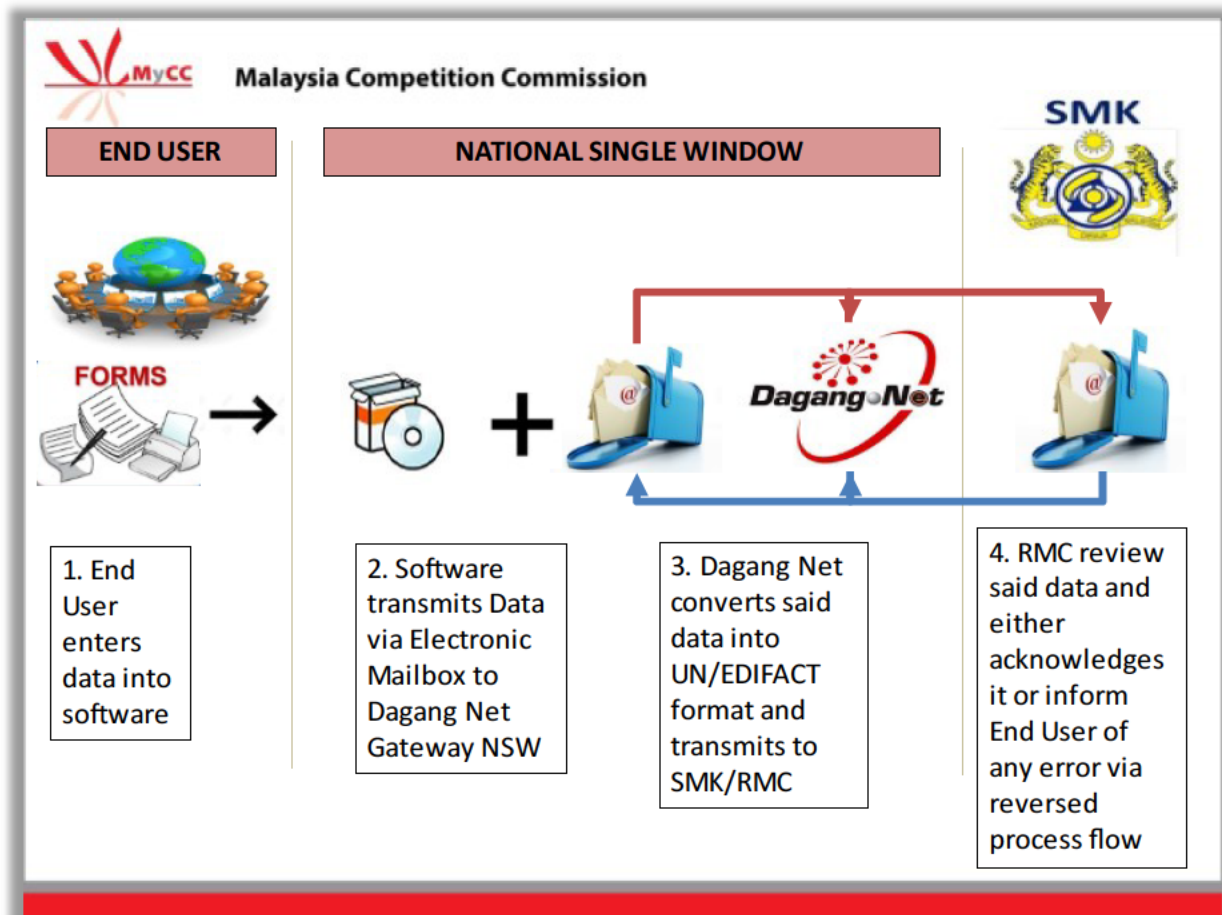 MyCC
Malaysia Competition Commission
SMK
END USER
NATIONAL SINGLE WINDOW
FORMS
@
Dagang Net
@
1. End
User
enters
data into
software
2. Software
transmits Data
via Electronic
Mailbox to
Dagang Net
Gateway NSW
3. Dagang Net
converts said
data into
UN/EDIFACT
format and
transmits to
SMK/RMC
4. RMC review
said data and
either
acknowledges
it or inform
End User of
any error via
reversed
process flow